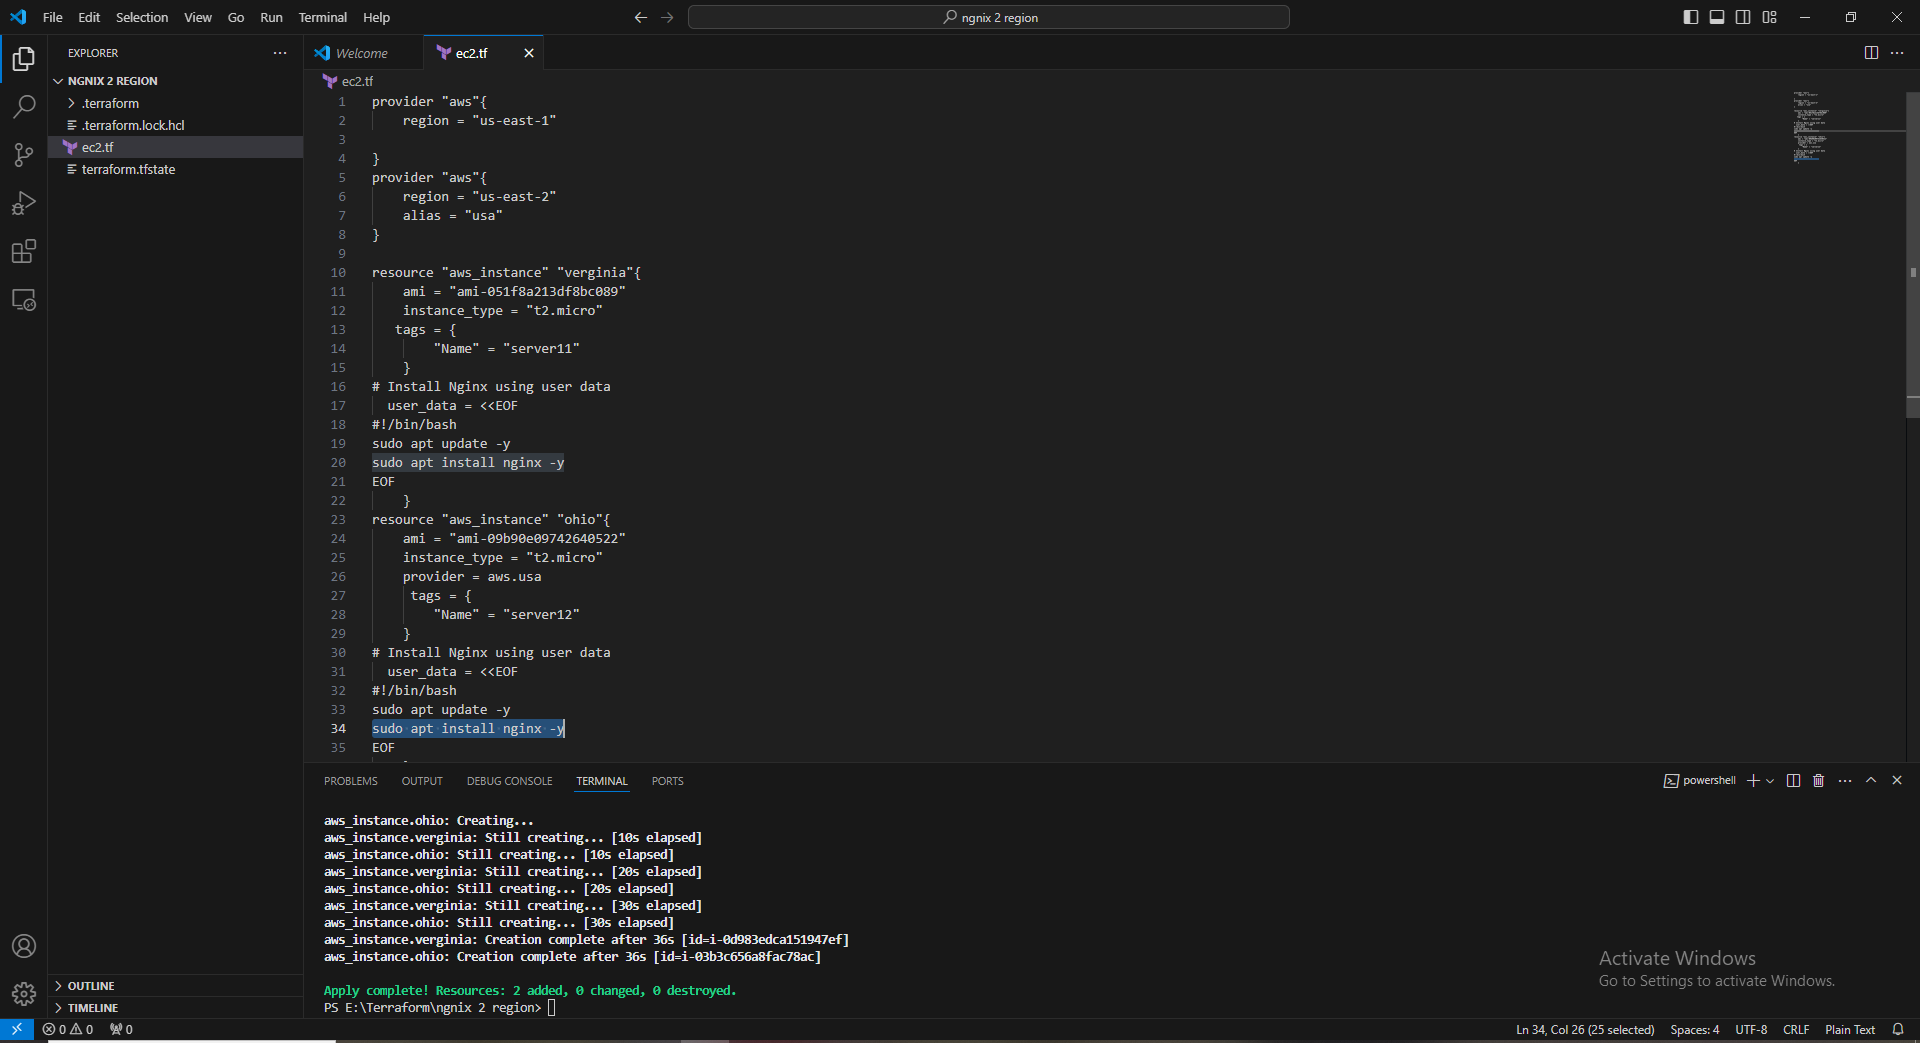 File Edit Selection View Go Run Terminal Help
ngnix 2 region
EXPLORER
NGNIX 2 REGION
.terraform
.terraform.lock.hcl
ec2.tf
terraform.tfstate
OUTLINE
TIMELINE
Welcome
ec2.tf
ec2.tf
1 provider "aws"{
2 region = "us-east-1"
3
4 }
5 provider "aws"{
6 region = "us-east-2"
7 alias = "usa"
8 }
9
10 resource "aws_instance" "verginia"{
11 ami = "ami-051f8a213df8bc089"
12 instance_type = "t2.micro"
13 tags = {
14 "Name" = "server11"
15 }
16 # Install Nginx using user data
17 user_data = <<EOF
18 #!/bin/bash
19 sudo apt update -y
20 sudo apt install nginx -y
21 EOF
22 }
23 resource "aws_instance" "ohio"{
24 ami = "ami-09b90e09742640522"
25 instance_type = "t2.micro"
26 provider = aws.usa
27 tags = {
28 "Name" = "server12"
29 }
30 # Install Nginx using user data
31 user_data = <<EOF
32 #!/bin/bash
33 sudo apt update -y
34 sudo apt install nginx -y
35 EOF
PROBLEMS OUTPUT DEBUG CONSOLE TERMINAL PORTS
powershell
aws_instance.ohio: Creating...
aws_instance.verginia: Still creating... [10s elapsed]
aws_instance.ohio: Still creating... [10s elapsed]
aws_instance.verginia: Still creating... [20s elapsed]
aws_instance.ohio: Still creating... [20s elapsed]
aws_instance.verginia: Still creating... [30s elapsed]
aws_instance.ohio: Still creating... [30s elapsed]
aws_instance.verginia: Creation complete after 36s [id=i-0d983edca151947ef]
aws_instance.ohio: Creation complete after 36s [id=i-03b3c656a8fac78ac]
Apply complete! Resources: 2 added, 0 changed, 0 destroyed.
PS E:\Terraform\ngnix 2 region>
Activate Windows
Go to Settings to activate Windows.
0 0 0
Ln 34, Col 26 (25 selected) Spaces: 4 UTF-8 CRLF Plain Text